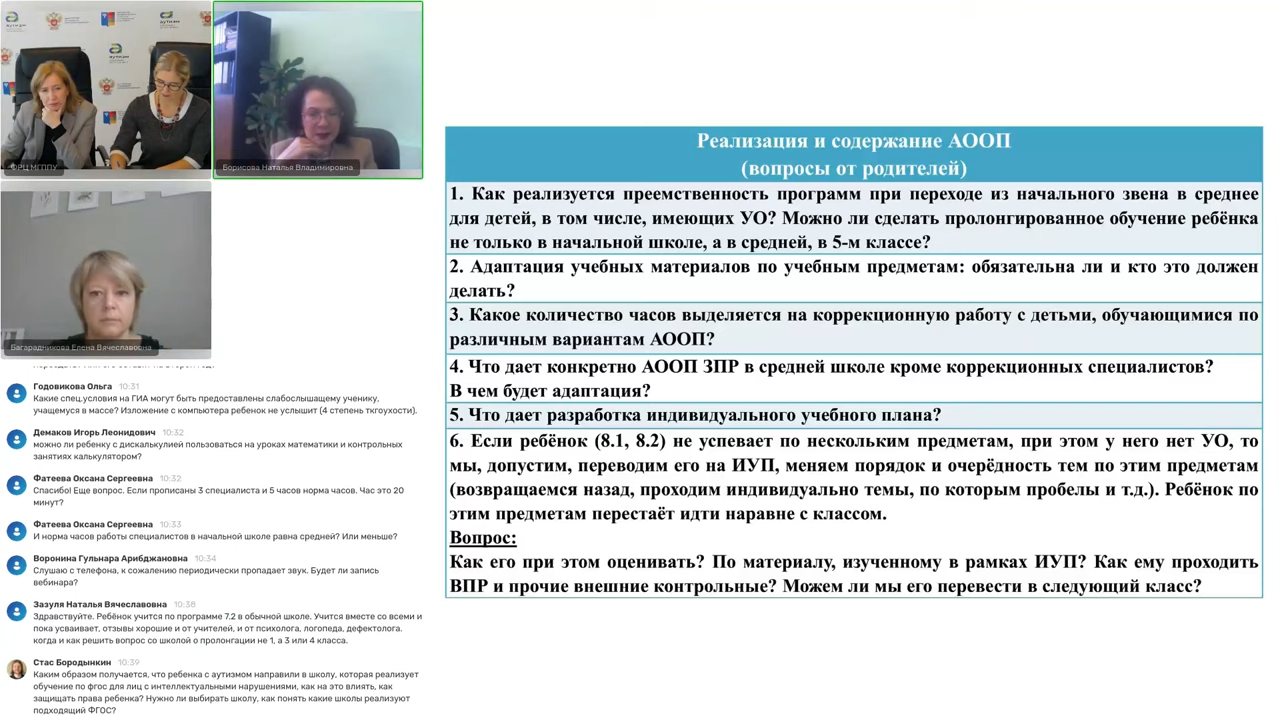 аутизм
аутизм
аутизм
аутизм
ФРЦ МГППУ
Борисова Наталья Владимировна
Багарадникова Елена Вячеславовна
Годовикова Ольга 10:31
Какие спец.условия на ГИА могут быть предоставлены слабослышащему ученику,
учащемуся в массе? Изложение с компьютера ребенок не услышит (4 степень ткгоухости).
Демаков Игорь Леонидович 10:32
можно ли ребенку с дискалькулией пользоваться на уроках математики и контрольных
занятиях калькулятором?
Фатеева Оксана Сергеевна 10:32
Спасибо! Еще вопрос. Если прописаны 3 специалиста и 5 часов норма часов. Час это 20
минут?
Фатеева Оксана Сергеевна 10:33
И норма часов работы специалистов в начальной школе равна средней? Или меньше?
Воронина Гульнара Арибджановна 10:34
Слушаю с телефона, к сожалению периодически пропадает звук. Будет ли запись
вебинара?
Зазуля Наталья Вячеславовна 10:38
Здравствуйте. Ребёнок учится по программе 7.2 в обычной школе. Учится вместе со всеми и
пока усваивает, отзывы хорошие и от учителей, и от психолога, логопеда, дефектолога.
когда и как решить вопрос со школой о пролонгации не 1, а 3 или 4 класса.
Стас Бородынкин 10:39
Каким образом получается, что ребенка с аутизмом направили в школу, которая реализует
обучение по фгос для лиц с интеллектуальными нарушениями, как на это влиять, как
защищать права ребенка? Нужно ли выбирать школу, как понять какие школы реализуют
подходящий ФГОС?
Реализация и содержание АООП
(вопросы от родителей)
1. Как реализуется преемственность программ при переходе из начального звена в среднее
для детей, в том числе, имеющих УО? Можно ли сделать пролонгированное обучение ребёнка
не только в начальной школе, а в средней, в 5-м классе?
2. Адаптация учебных материалов по учебным предметам: обязательна ли и кто это должен
делать?
3. Какое количество часов выделяется на коррекционную работу с детьми, обучающимися по
различным вариантам АООП?
4. Что дает конкретно АООП ЗПР в средней школе кроме коррекционных специалистов?
В чем будет адаптация?
5. Что дает разработка индивидуального учебного плана?
6. Если ребёнок (8.1, 8.2) не успевает по нескольким предметам, при этом у него нет УО, то
мы, допустим, переводим его на ИУП, меняем порядок и очерёдность тем по этим предметам
(возвращаемся назад, проходим индивидуально темы, по которым пробелы и т.д.). Ребёнок по
этим предметам перестаёт идти наравне с классом.
Вопрос:
Как его при этом оценивать? По материалу, изученному в рамках ИУП? Как ему проходить
ВПР и прочие внешние контрольные? Можем ли мы его перевести в следующий класс?